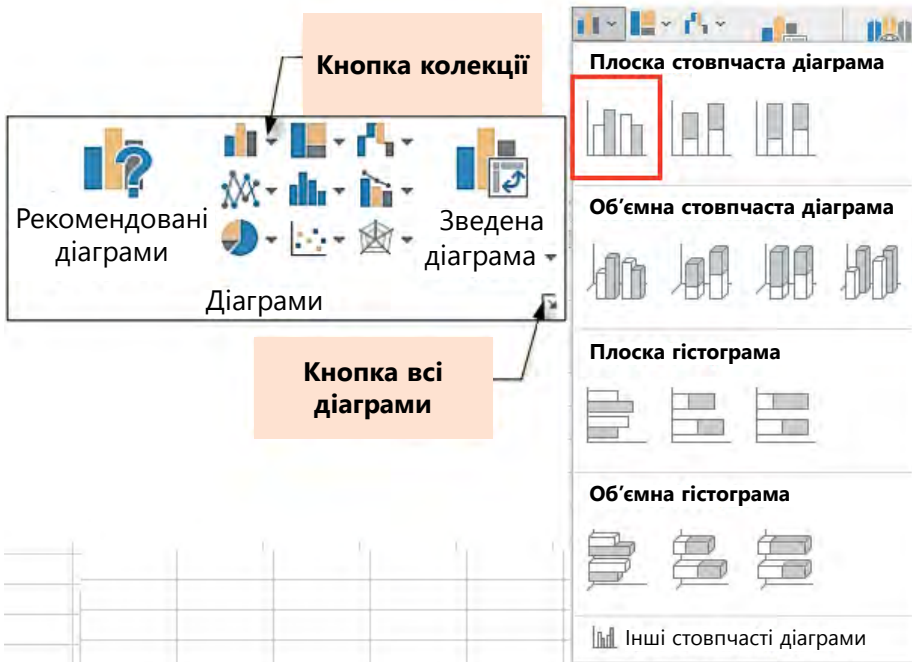 Кнопка колекції
Рекомендовані
діаграми
Зведена
діаграма
Діаграми
Кнопка всі
діаграми
Плоска стовпчаста діаграма
Об’ємна стовпчаста діаграма
Плоска гістограма
Об’ємна гістограма
Інші стовпчасті діаграми